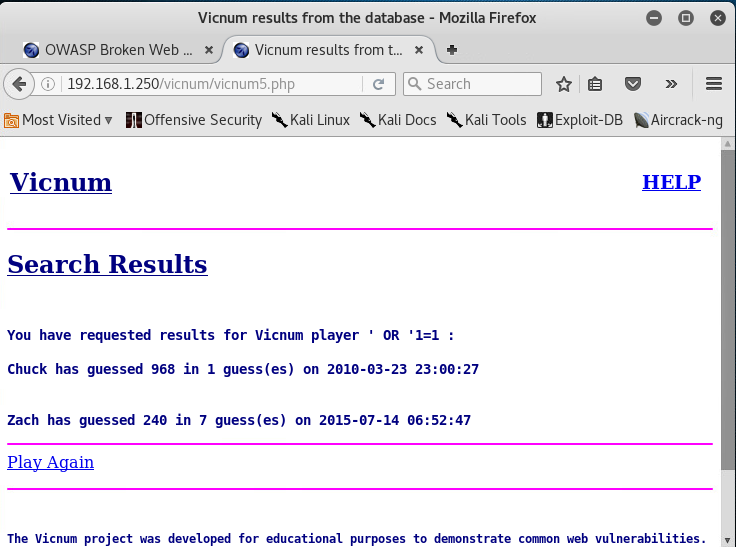 Vicnum results from the database - Mozilla Firefox
OWASP Broken Web ...
Vicnum results from t...
192.168.1.250/vicnum/vicnum5.php
Search
Most Visited
Offensive Security
Kali Linux
Kali Docs
Kali Tools
Exploit-DB
Aircrack-ng
Vicnum
HELP
Search Results
You have requested results for Vicnum player ' OR '1=1 :
Chuck has guessed 968 in 1 guess(es) on 2010-03-23 23:00:27
Zach has guessed 240 in 7 guess(es) on 2015-07-14 06:52:47
Play Again
The Vicnum project was developed for educational purposes to demonstrate common web vulnerabilities.